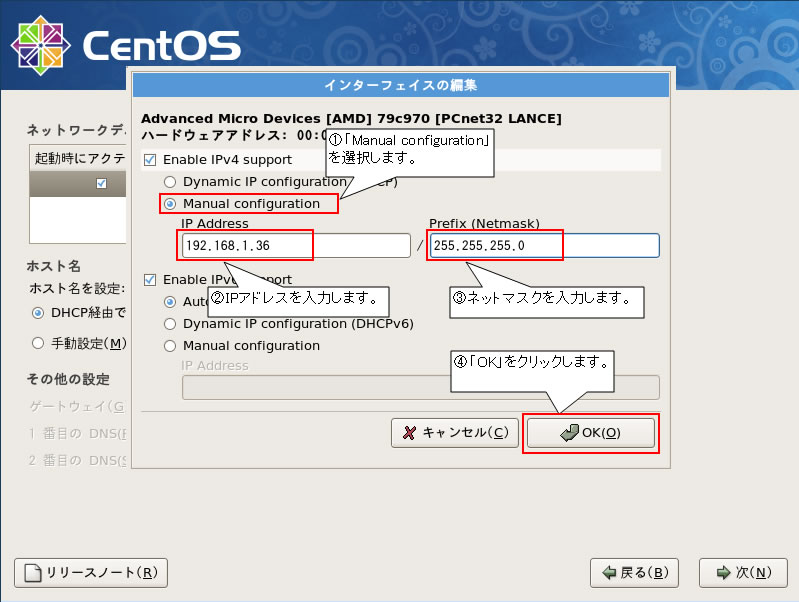 CentOS
インターフェイスの編集
Advanced Micro Devices [AMD] 79c970 [PCnet32 LANCE]
ハードウェアアドレス: 00:
①「Manual configuration」
を選択します。
Enable IPv4 support
Dynamic IP configuration
Manual configuration
IP Address
Prefix (Netmask)
192.168.1.36
/
255.255.255.0
Enable IPv
②IPアドレスを入力します。
③ネットマスクを入力します。
Dynamic IP configuration (DHCPv6)
Manual configuration
IP Address
④「OK」をクリックします。
キャンセル(C)
OK(O)
ネットワークデ
起動時にアクテ
ホスト名
ホスト名を設定:
DHCP経由で
手動設定(M)
その他の設定
ゲートウェイ(G
1 番目の DNS(
2 番目の DNS(S
リリースノート(R)
戻る(B)
次(N)